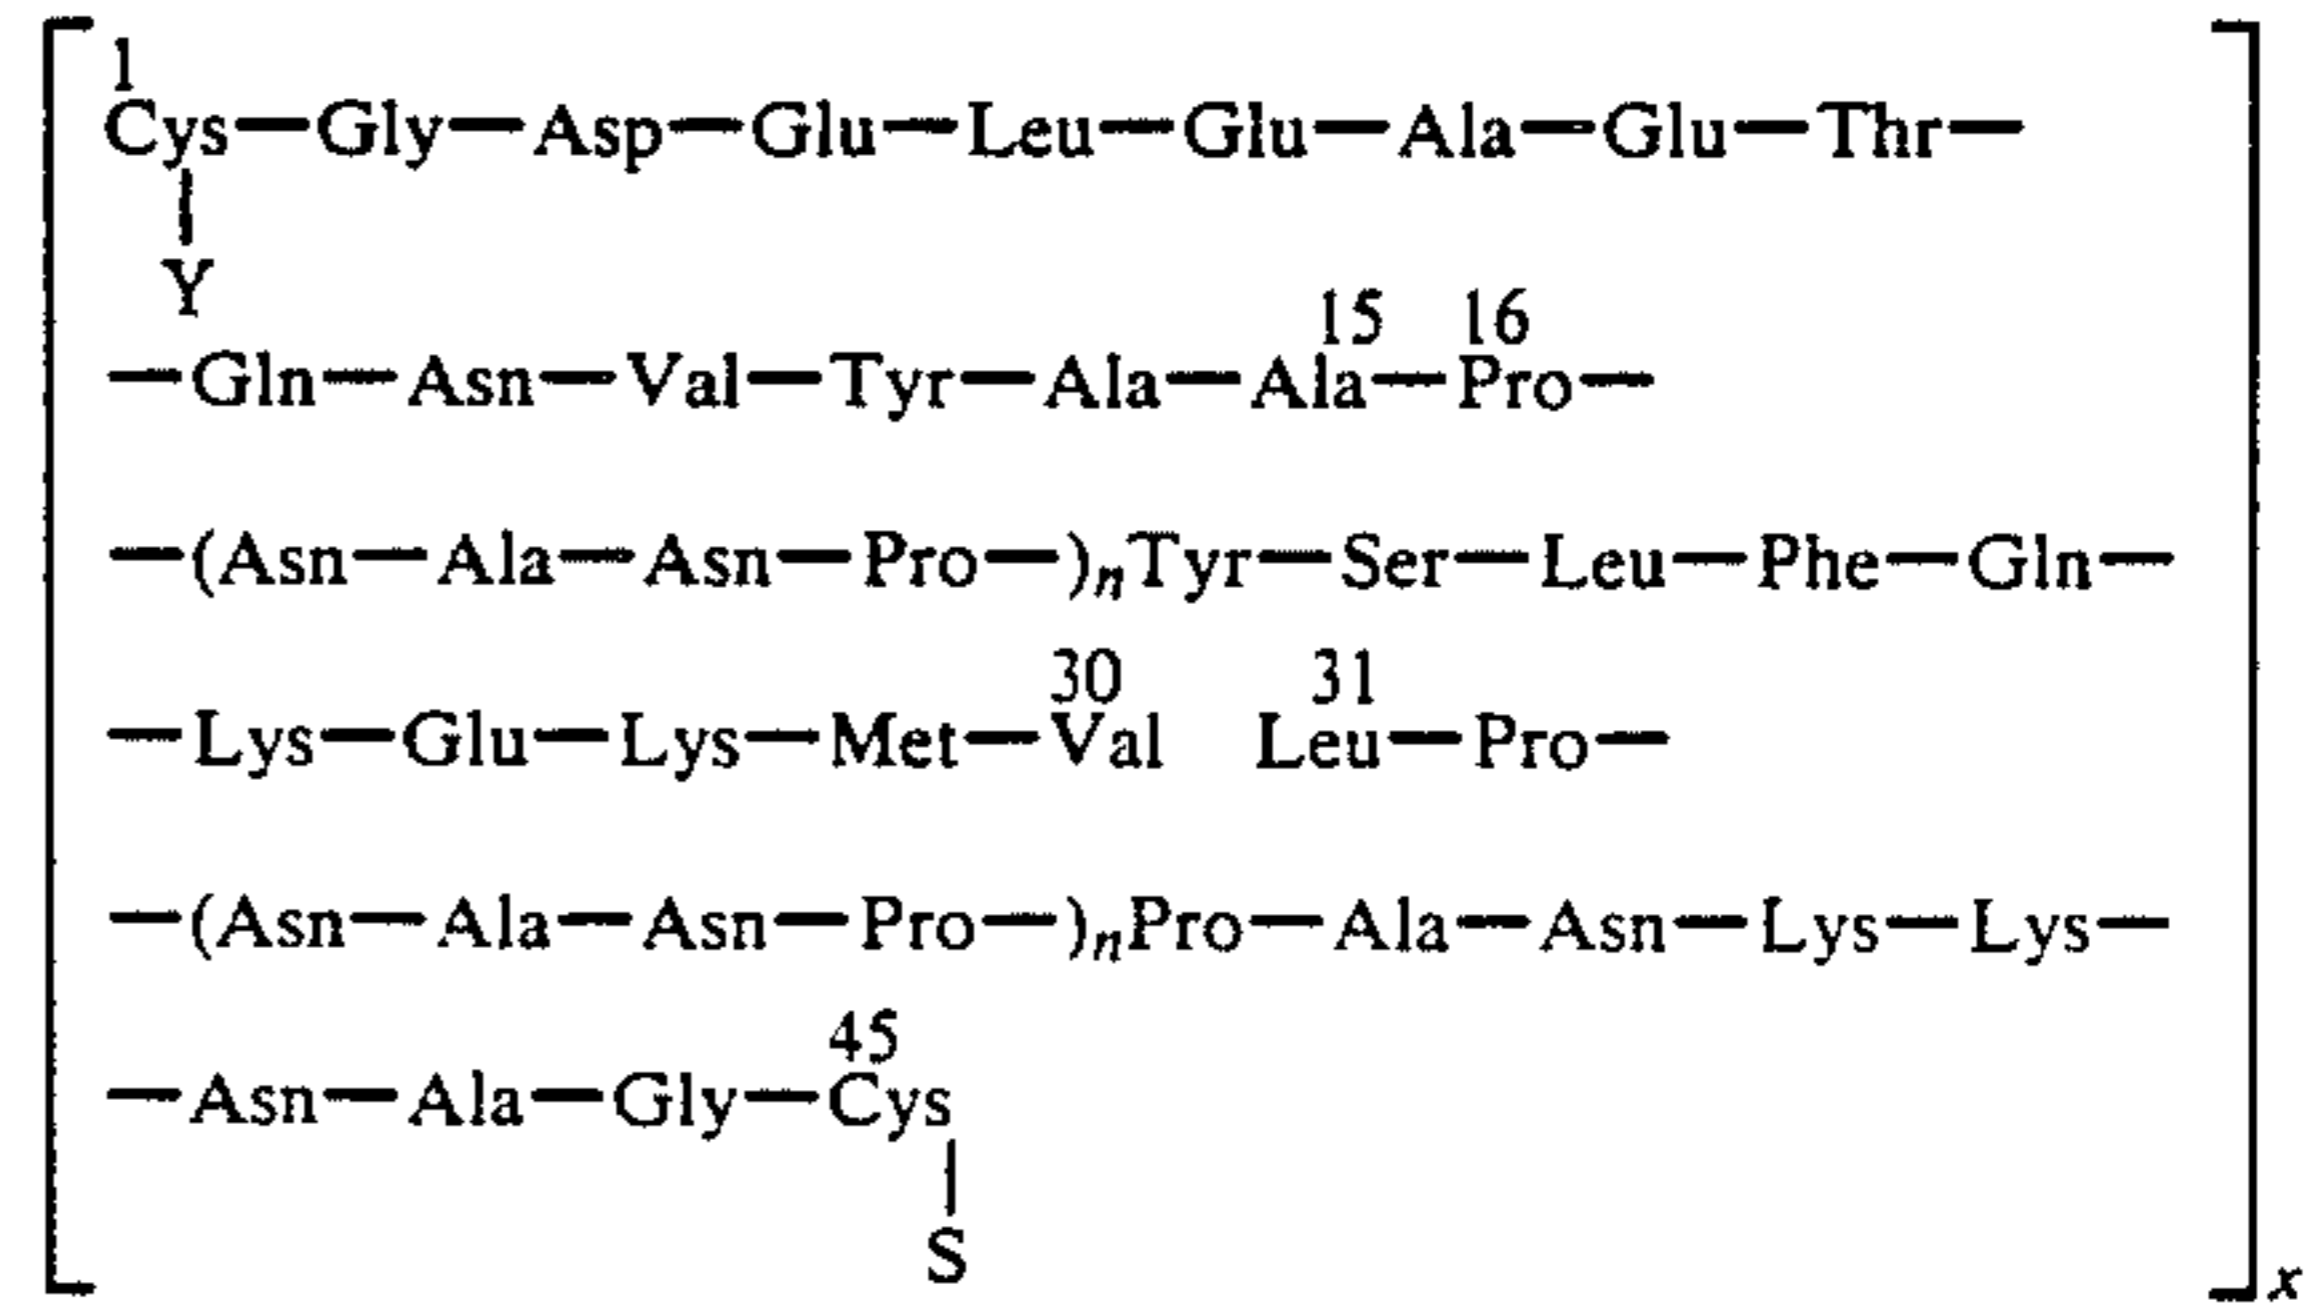 1
Cys—Gly—Asp—Glu—Leu—Glu—Ala—Glu—Thr—
Y
15 16
—Gln—Asn—Val—Tyr—Ala—Ala—Pro—
—(Asn—Ala—Asn—Pro—)nTyr—Ser—Leu—Phe—Gln—
30 31
—Lys—Glu—Lys—Met—Val Leu—Pro—
—(Asn—Ala—Asn—Pro—)nPro—Ala—Asn—Lys—Lys—
45
—Asn—Ala—Gly—Cys
S
x